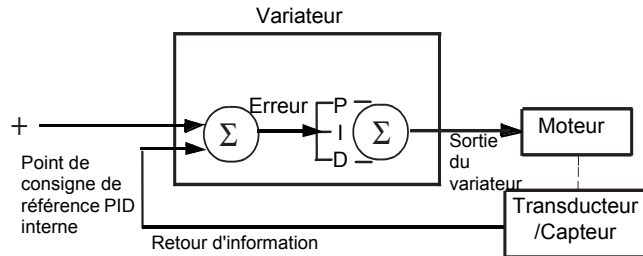 Variateur
Erreur
P
I
D
Σ
Σ
+
Point de
consigne de
référence PID
interne
Sortie
du
variateur
Moteur
Transducteur
/Capteur
Retour d'information